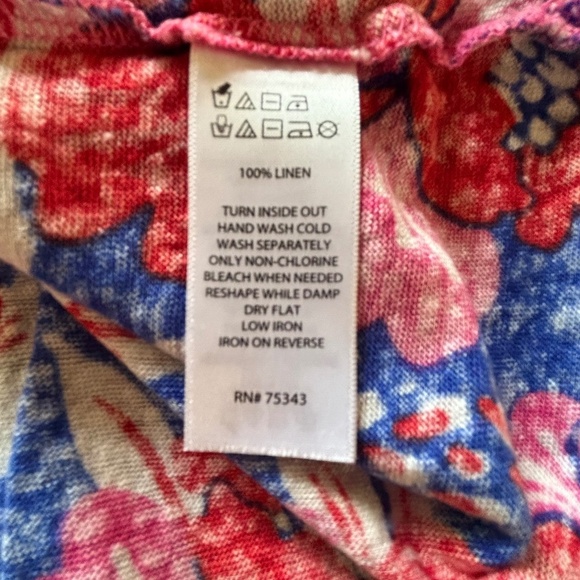 100% LINEN
TURN INSIDE OUT
HAND WASH COLD
WASH SEPARATELY
ONLY NON-CHLORINE
BLEACH WHEN NEEDED
RESHAPE WHILE DAMP
DRY FLAT
LOW IRON
IRON ON REVERSE
RN# 75343